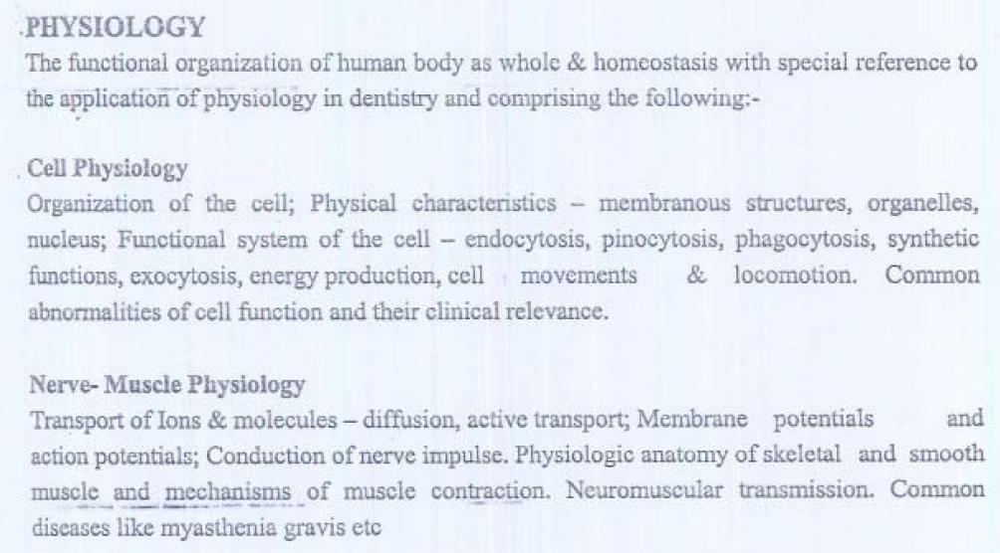 PHYSIOLOGY
The functional organization of human body as whole & homeostasis with special reference to
the application of physiology in dentistry and comprising the following:-
Cell Physiology
Organization of the cell; Physical characteristics – membranous structures, organelles,
nucleus; Functional system of the cell – endocytosis, pinocytosis, phagocytosis, synthetic
functions, exocytosis, energy production, cell movements & locomotion. Common
abnormalities of cell function and their clinical relevance.
Nerve- Muscle Physiology
Transport of Ions & molecules – diffusion, active transport; Membrane potentials and
action potentials; Conduction of nerve impulse. Physiologic anatomy of skeletal and smooth
muscle and mechanisms of muscle contraction. Neuromuscular transmission. Common
diseases like myasthenia gravis etc